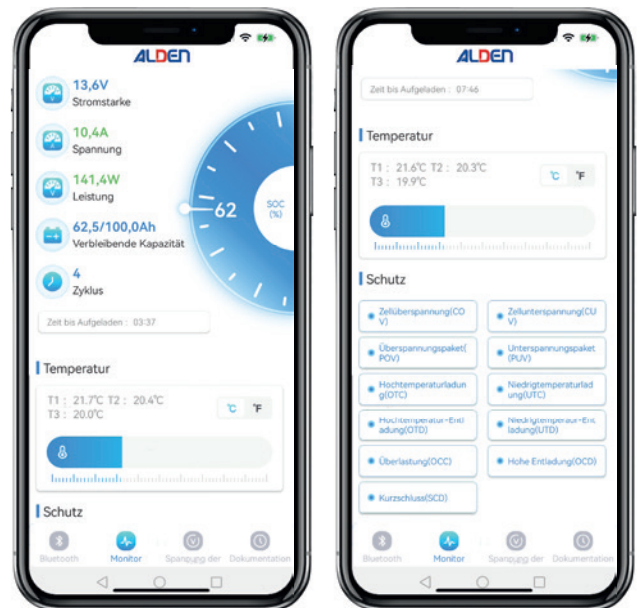 ALDEN
13,6V
Stromstarke
10,4A
Spannung
141,4W
Leistung
62,5/100,0Ah
Verbleibende Kapazität
4
Zyklus
62
SOC
(%)
Zeit bis Aufgeladen : 03:37
Temperatur
T1 : 21.7℃ T2 : 20.4℃
T3 : 20.0℃
℃ ℉
Schutz
Bluetooth Monitor Spannung der Dokumentation
ALDEN
Zeit bis Aufgeladen : 07:46
Temperatur
T1 : 21.6℃ T2 : 20.3℃
T3 : 19.9℃
℃ ℉
Schutz
Zellüberspannung(CO
V)
Zellunterspannung(CU
V)
Überspannungspaket(
POV)
Unterspannungspaket
(PUV)
Hochtemperaturladun
g(OTC)
Niedrigtemperaturlad
ung(UTC)
Hochtemperatur-Entl
adung(OTD)
Niedrigtemperatur-Ent
ladung(UTD)
Überlastung(OCC)
Hohe Entladung(OCD)
Kurzschluss(SCD)
Bluetooth Monitor Spannung der Dokumentation